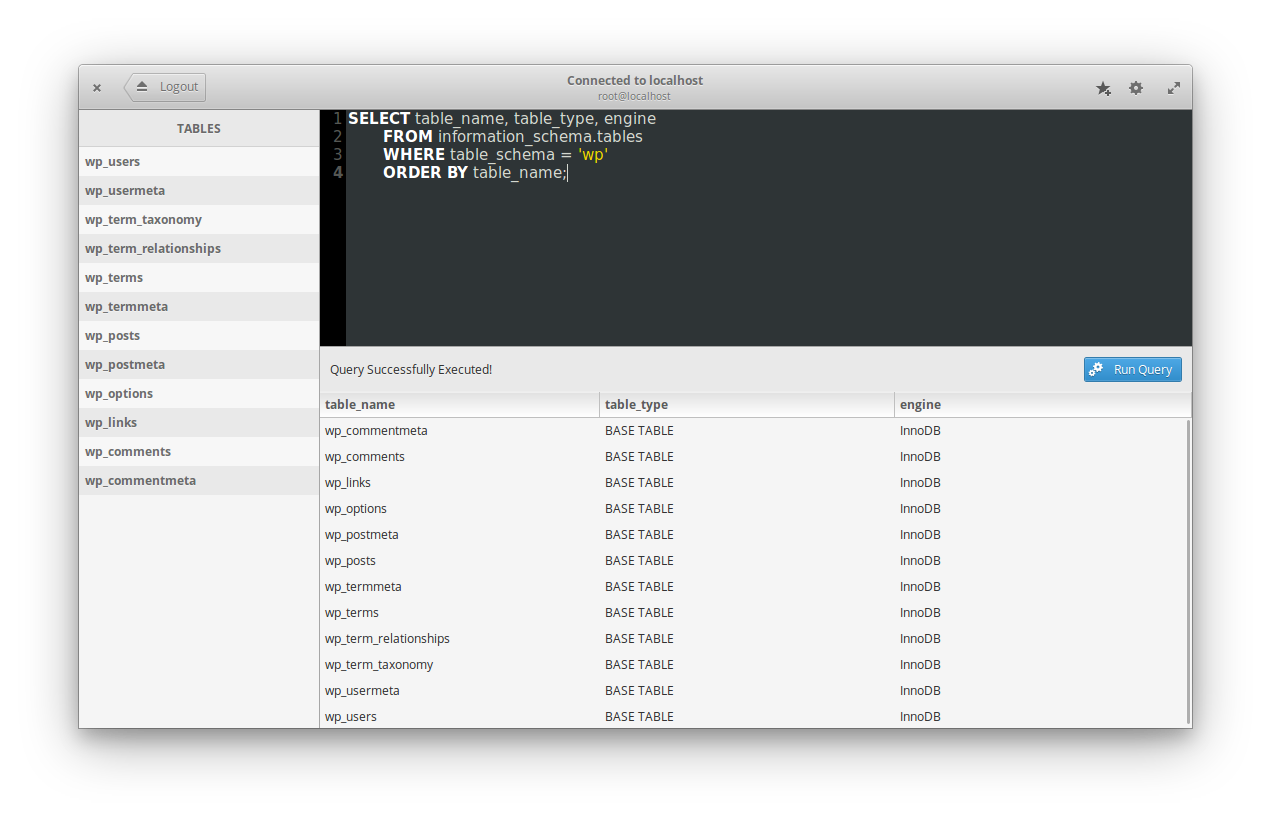 Logout
Connected to localhost
root@localhost
TABLES
wp_users
wp_usermeta
wp_term_taxonomy
wp_term_relationships
wp_terms
wp_termmeta
wp_posts
wp_postmeta
wp_options
wp_links
wp_comments
wp_commentmeta
1 SELECT table_name, table_type, engine
2 FROM information_schema.tables
3 WHERE table_schema = 'wp'
4 ORDER BY table_name;
Query Successfully Executed!
Run Query
table_name table_type engine
wp_commentmeta BASE TABLE InnoDB
wp_comments BASE TABLE InnoDB
wp_links BASE TABLE InnoDB
wp_options BASE TABLE InnoDB
wp_postmeta BASE TABLE InnoDB
wp_posts BASE TABLE InnoDB
wp_termmeta BASE TABLE InnoDB
wp_terms BASE TABLE InnoDB
wp_term_relationships BASE TABLE InnoDB
wp_term_taxonomy BASE TABLE InnoDB
wp_usermeta BASE TABLE InnoDB
wp_users BASE TABLE InnoDB